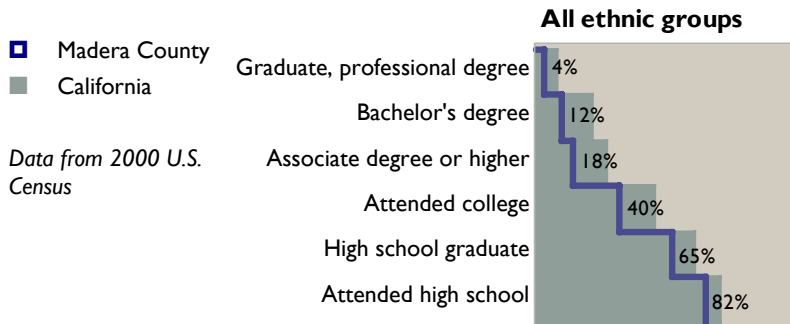 All ethnic groups
Madera County
California
Data from 2000 U.S.
Census
Graduate, professional degree 4%
Bachelor's degree 12%
Associate degree or higher 18%
Attended college 40%
High school graduate 65%
Attended high school 82%